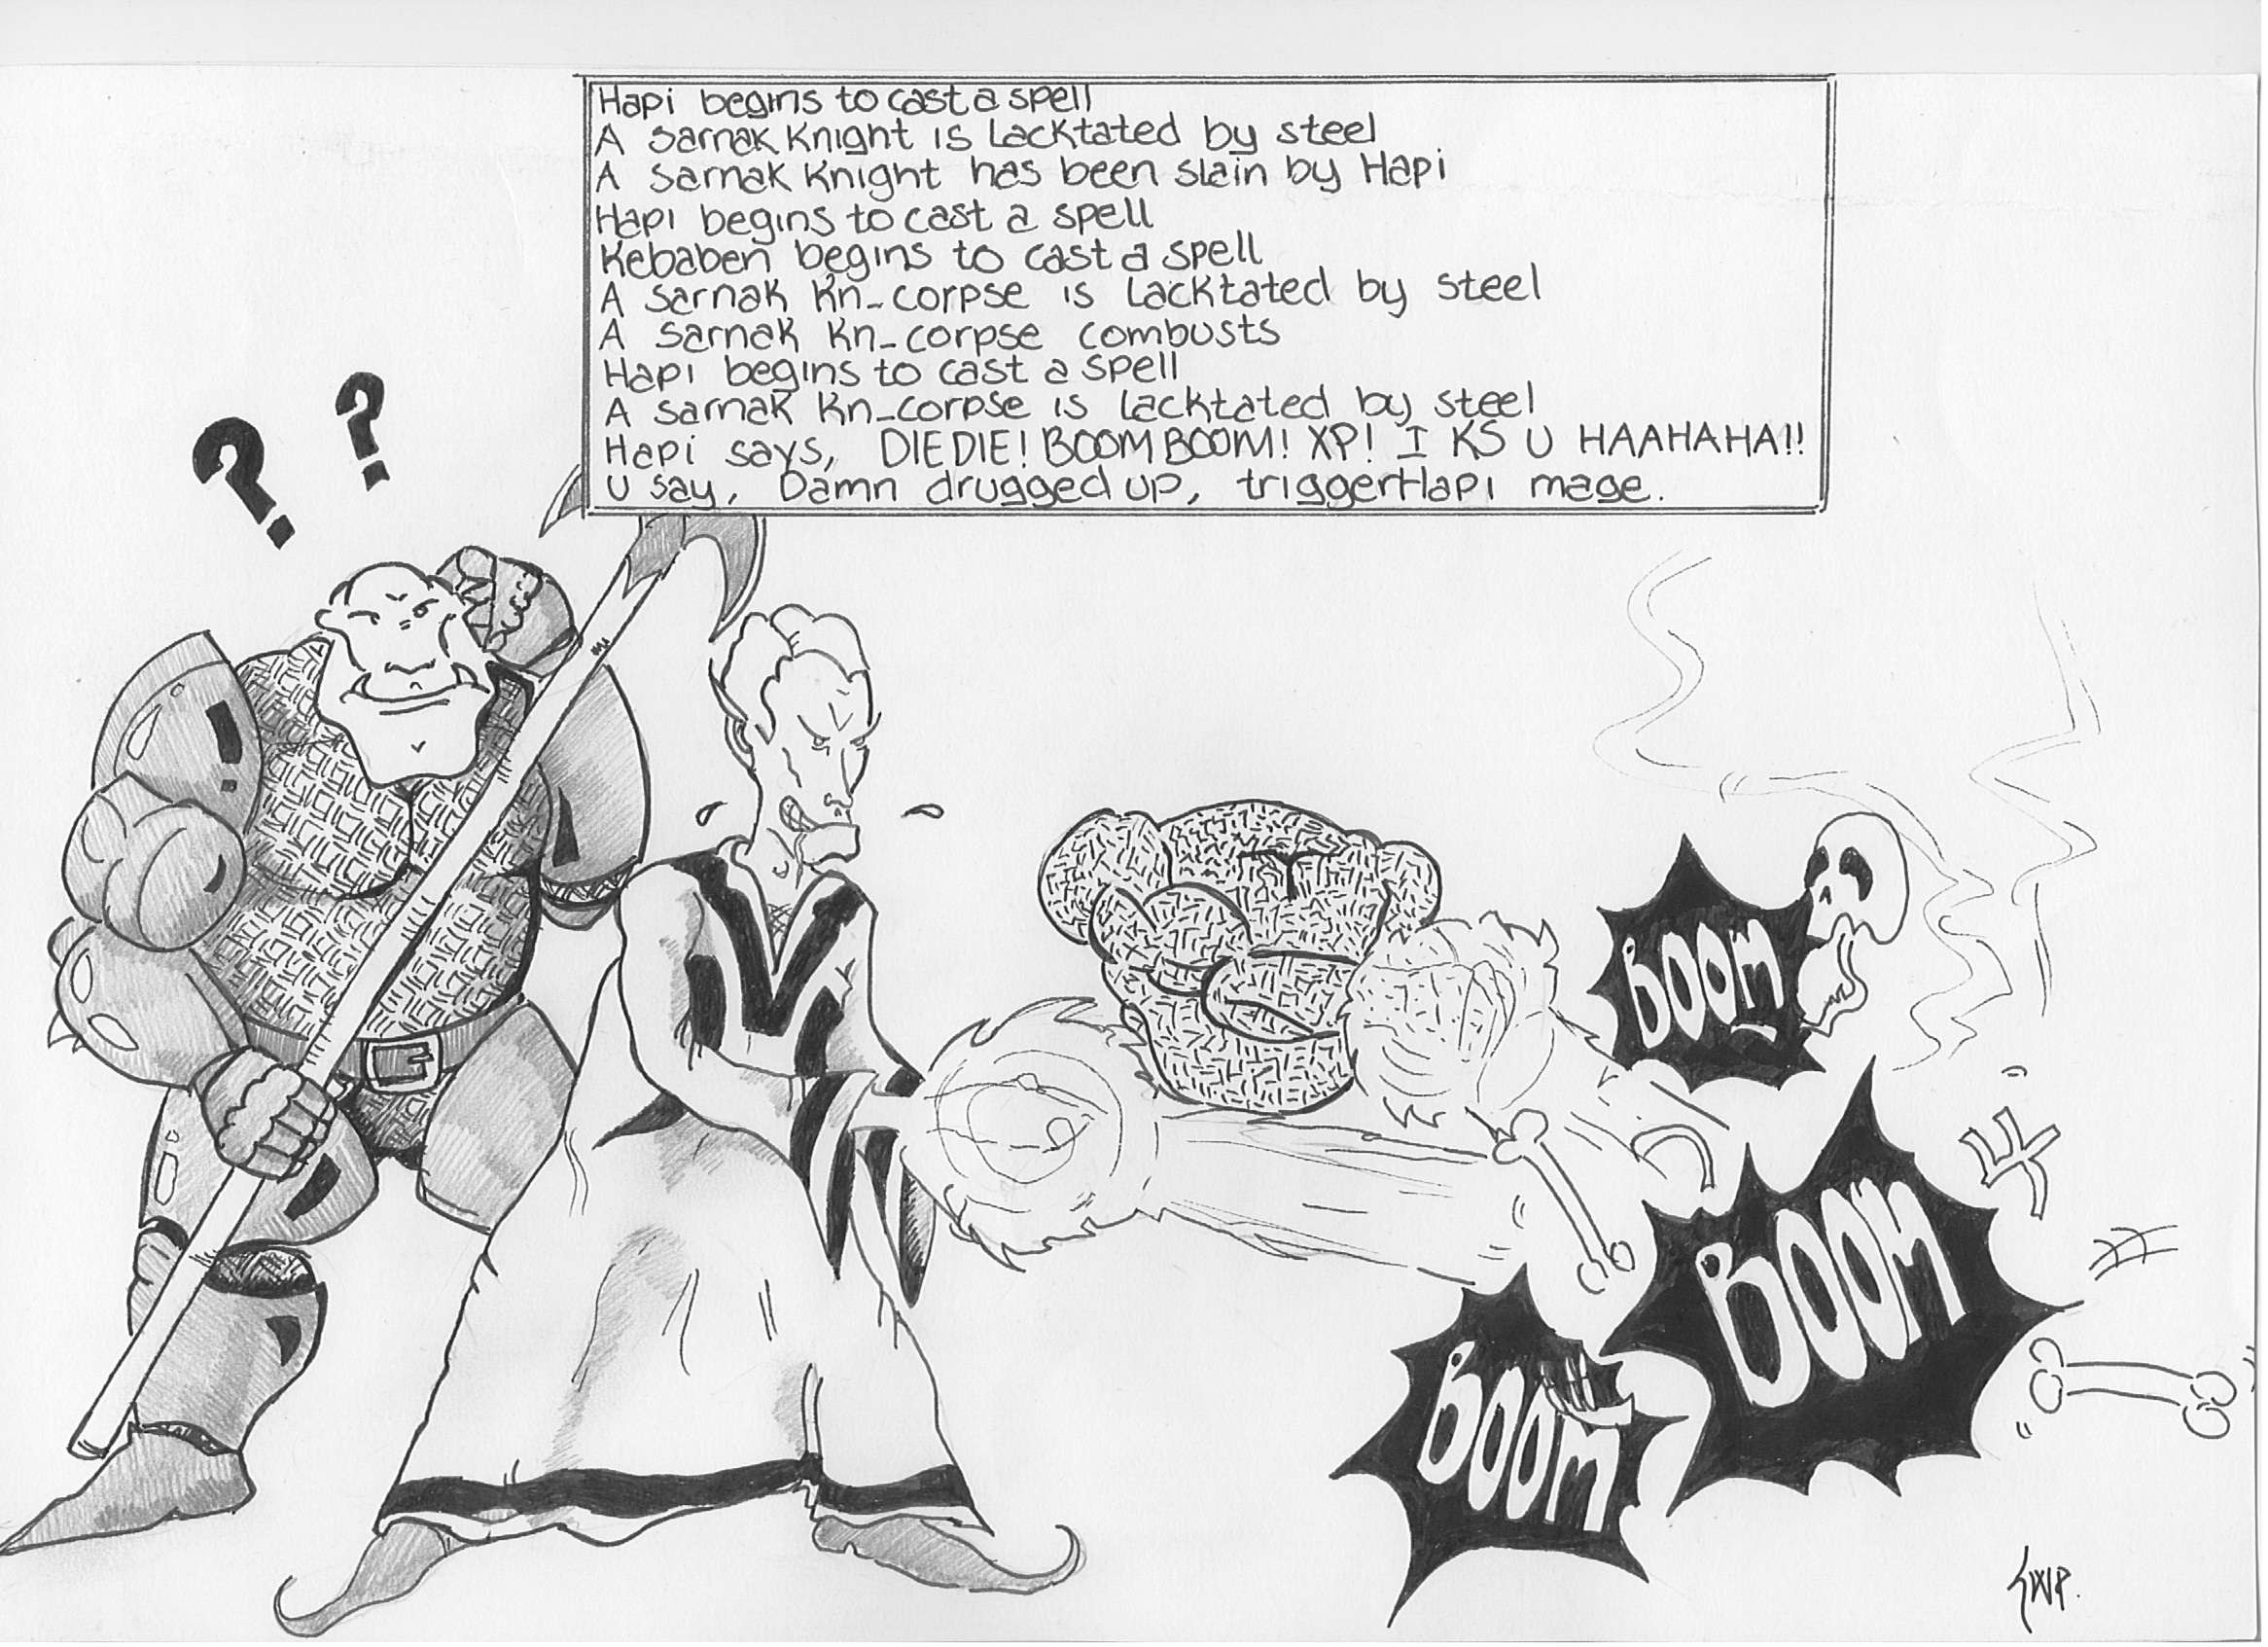 Hapi begins to cast a spell
A Sarnak Knight is Lacktated by steel
A Sarnak Knight has been slain by Hapi
Hapi begins to cast a spell
Kebaben begins to cast a spell
A Sarnak Kn_corpse is Lacktated by steel
A Sarnak Kn_corpse combusts
Hapi begins to cast a spell
A Sarnak Kn_corpse is lacktated by steel
Hapi says, DIE DIE! BOOM BOOM! XP! I KS U HAAHAHA!!
U say, Damn drugged up, triggerHapi mage.
BOOM
BOOM
BOOM